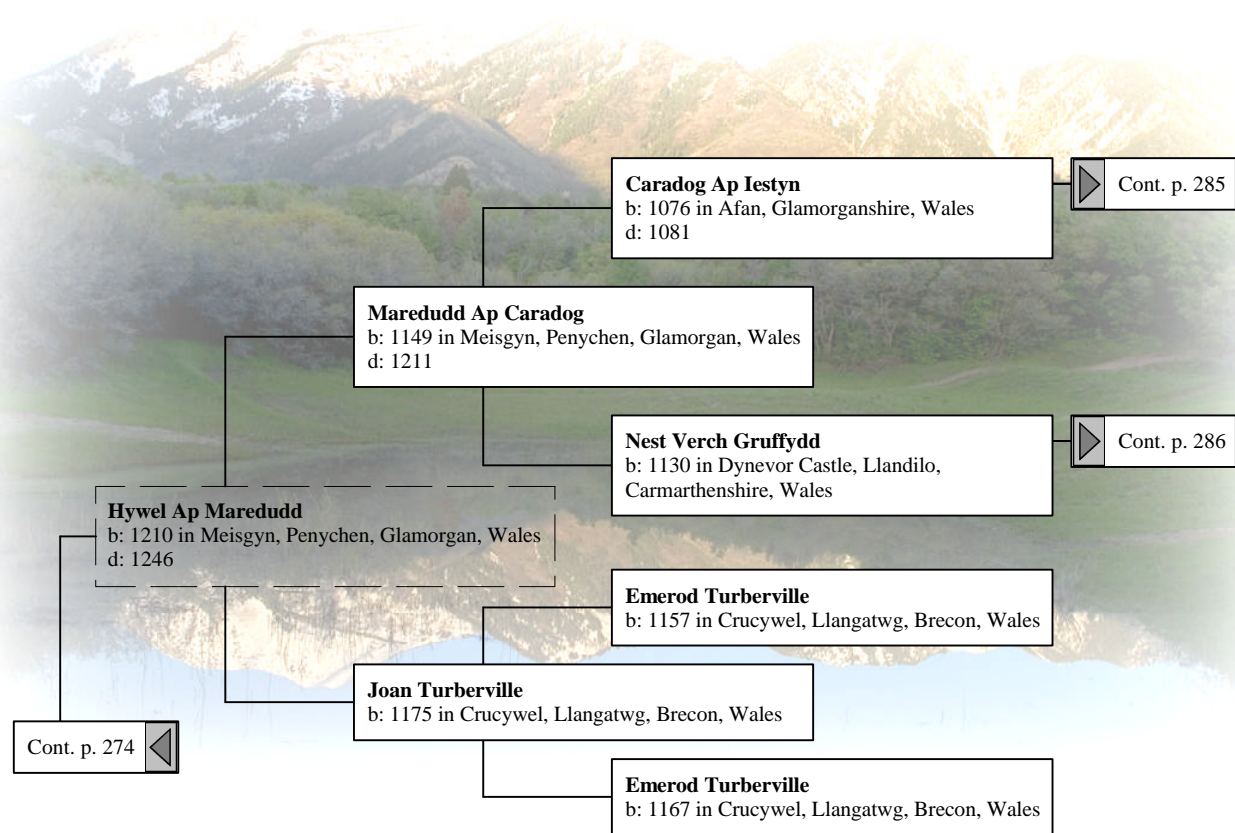 Caradog Ap Iestyn
b: 1076 in Afan, Glamorganshire, Wales
d: 1081
Cont. p. 285
Maredudd Ap Caradog
b: 1149 in Meisgyn, Penychen, Glamorgan, Wales
d: 1211
Nest Verch Gruffydd
b: 1130 in Dynevor Castle, Llandilo,
Carmarthenshire, Wales
Cont. p. 286
Hywel Ap Maredudd
b: 1210 in Meisgyn, Penychen, Glamorgan, Wales
d: 1246
Emerod Turberville
b: 1157 in Crucywel, Llangatwg, Brecon, Wales
Joan Turberville
b: 1175 in Crucywel, Llangatwg, Brecon, Wales
Cont. p. 274
Emerod Turberville
b: 1167 in Crucywel, Llangatwg, Brecon, Wales